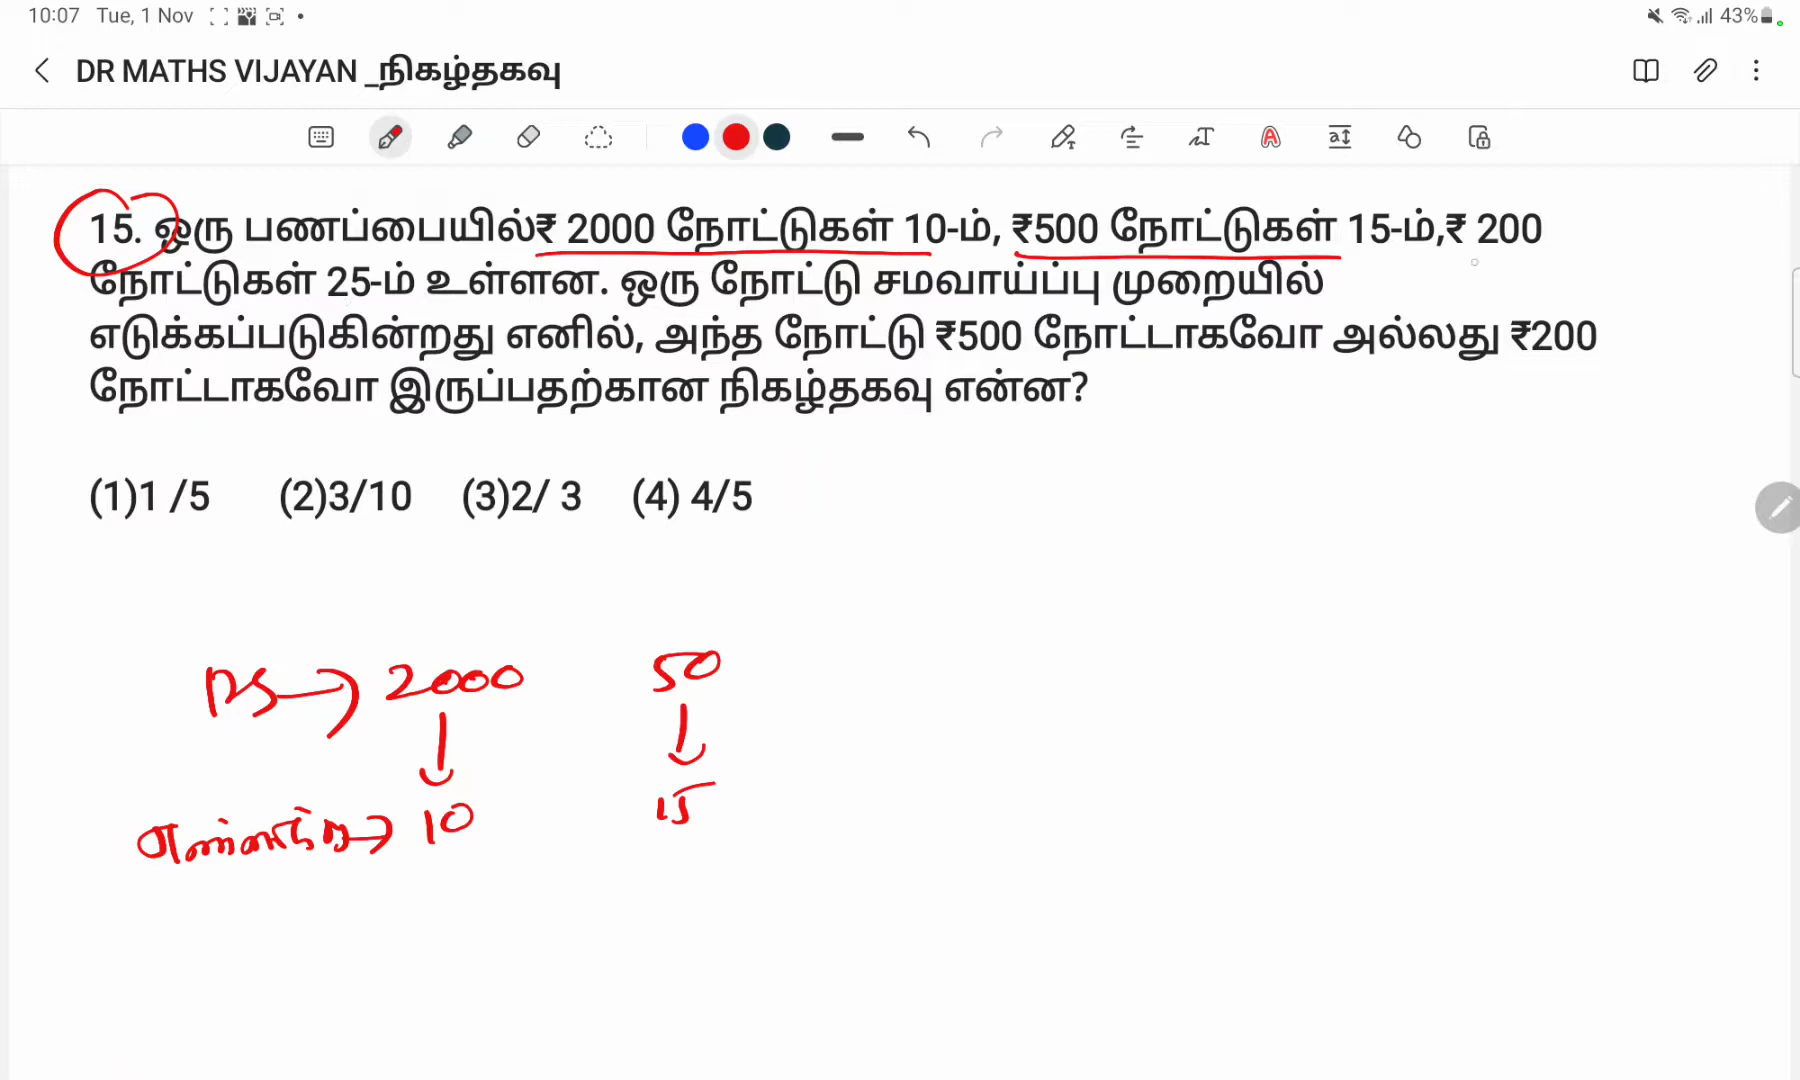 10:07 Tue, 1 Nov 43%
DR MATHS VIJAYAN _நிகழ்தகவு
15. ஒரு பணப்பையில்₹ 2000 நோட்டுகள் 10-ம், ₹500 நோட்டுகள் 15-ம்,₹ 200
நோட்டுகள் 25-ம் உள்ளன. ஒரு நோட்டு சமவாய்ப்பு முறையில்
எடுக்கப்படுகின்றது எனில், அந்த நோட்டு ₹500 நோட்டாகவோ அல்லது ₹200
நோட்டாகவோ இருப்பதற்கான நிகழ்தகவு என்ன?
(1)1 /5 (2)3/10 (3)2/ 3 (4) 4/5
RS → 2000 50
10 15